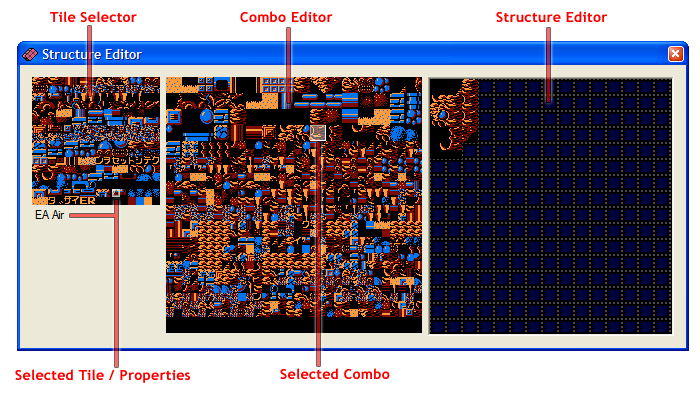 Tile Selector
Combo Editor
Structure Editor
Structure Editor
EA Air
Selected Tile / Properties
Selected Combo